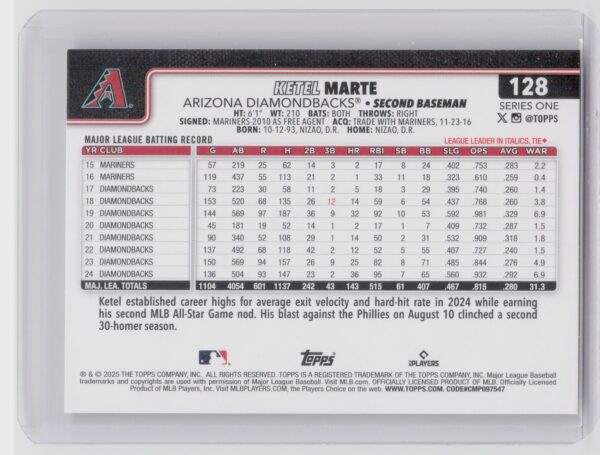 KETEL MARTE
ARIZONA DIAMONDBACKS® • SECOND BASEMAN
HT: 6'1" WT: 210 BATS: BOTH THROWS: RIGHT
SIGNED: MARINERS 2010 AS FREE AGENT ACQ: TRADE WITH MARINERS, 11-23-16
BORN: 10-12-93, NIZAO, D.R. HOME: NIZAO, D.R.
128
SERIES ONE
X @TOPPS
MAJOR LEAGUE BATTING RECORD LEAGUE LEADER IN ITALICS, TIE♦
YR CLUB G AB R H 2B 3B HR RBI SB BB SLG OPS AVG WAR
15 MARINERS 57 219 25 62 14 3 2 17 8 24 .402 .753 .283 2.2
16 MARINERS 119 437 55 113 21 2 1 33 11 18 .323 .610 .259 0.4
17 DIAMONDBACKS 73 223 30 58 11 2 5 18 3 29 .395 .740 .260 1.4
18 DIAMONDBACKS 153 520 68 135 26 12 14 59 6 54 .437 .768 .260 3.8
19 DIAMONDBACKS 144 569 97 187 36 9 32 92 10 53 .592 .981 .329 6.9
20 DIAMONDBACKS 45 181 19 52 14 1 2 17 1 7 .409 .732 .287 1.5
21 DIAMONDBACKS 90 340 52 108 29 1 14 50 2 31 .532 .909 .318 1.8
22 DIAMONDBACKS 137 492 68 118 42 2 12 52 5 55 .407 .727 .240 1.5
23 DIAMONDBACKS 150 569 94 157 26 9 25 82 8 71 .485 .844 .276 4.9
24 DIAMONDBACKS 136 504 93 147 23 2 36 95 7 65 .560 .932 .292 6.9
MAJ. LEA. TOTALS 1104 4054 601 1137 242 43 143 515 61 407 .467 .815 .280 31.3
Ketel established career highs for average exit velocity and hard-hit rate in 2024 while earning
his second MLB All-Star Game nod. His blast against the Phillies on August 10 clinched a second
30-homer season.
Topps
PLAYERS
® & © 2025 THE TOPPS COMPANY, INC. ALL RIGHTS RESERVED. TOPPS IS A REGISTERED TRADEMARK OF THE TOPPS COMPANY, INC. Major League Baseball
trademarks and copyrights are used with permission of Major League Baseball. Visit MLB.com. OFFICIALLY LICENSED PRODUCT OF MLB. Officially Licensed
Product of MLB Players, Inc. Visit MLBPLAYERS.com, the Players Choice on the web. WWW.TOPPS.COM. CODE#CMP097547